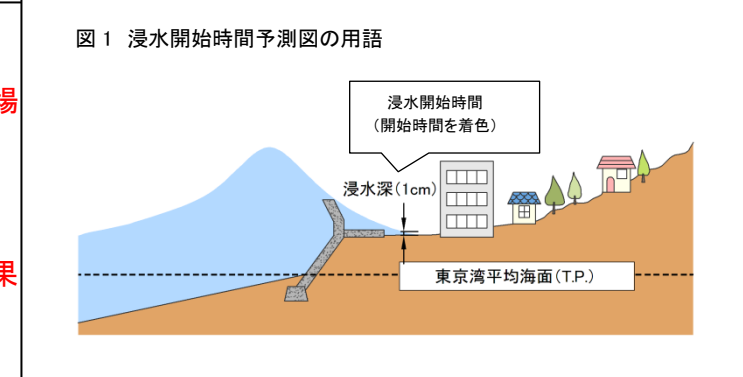 図1 浸水開始時間予測図の用語
場
浸水開始時間
（開始時間を着色）
浸水深（1cm）
果
東京湾平均海面（T.P.）